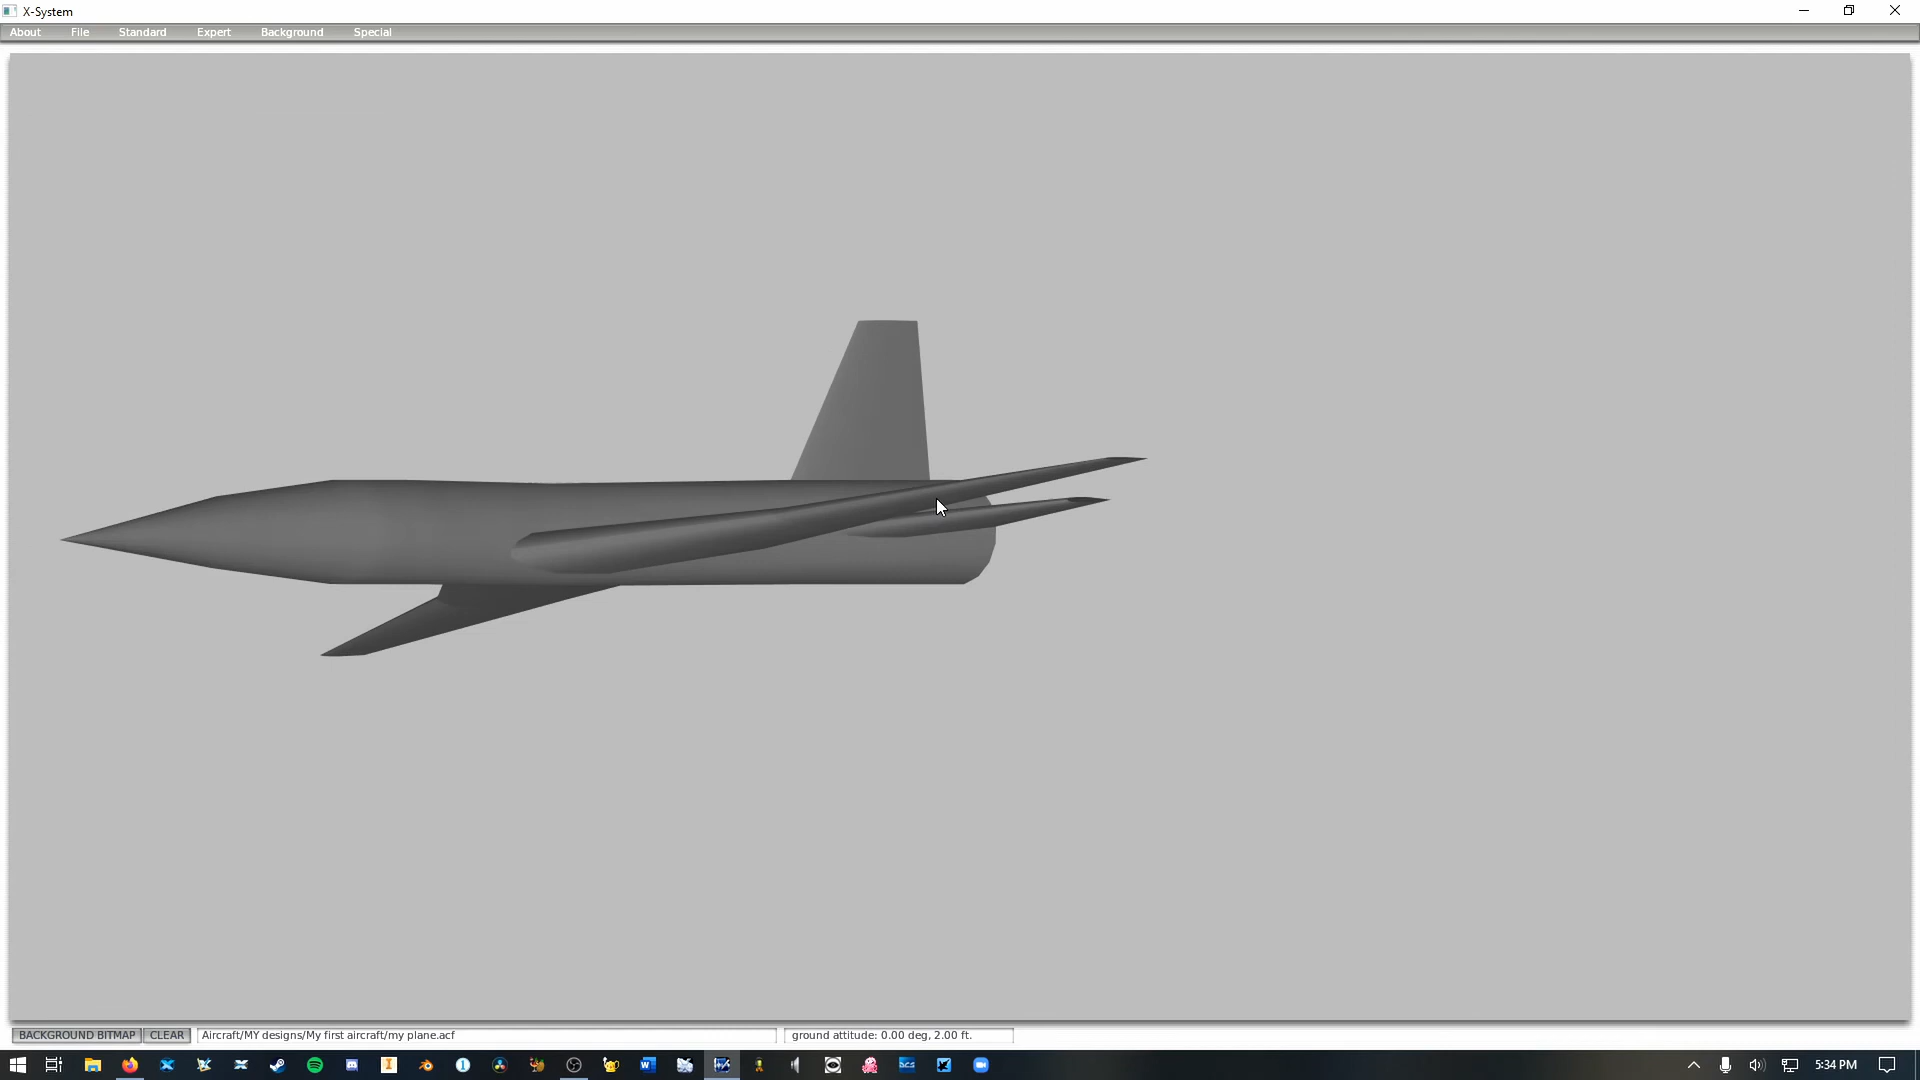 X-System
About File Standard Expert Background Special
BACKGROUND BITMAP CLEAR Aircraft/MY designs/My first aircraft/my plane.acf ground attitude: 0.00 deg, 2.00 ft.
W DCS 5:34 PM